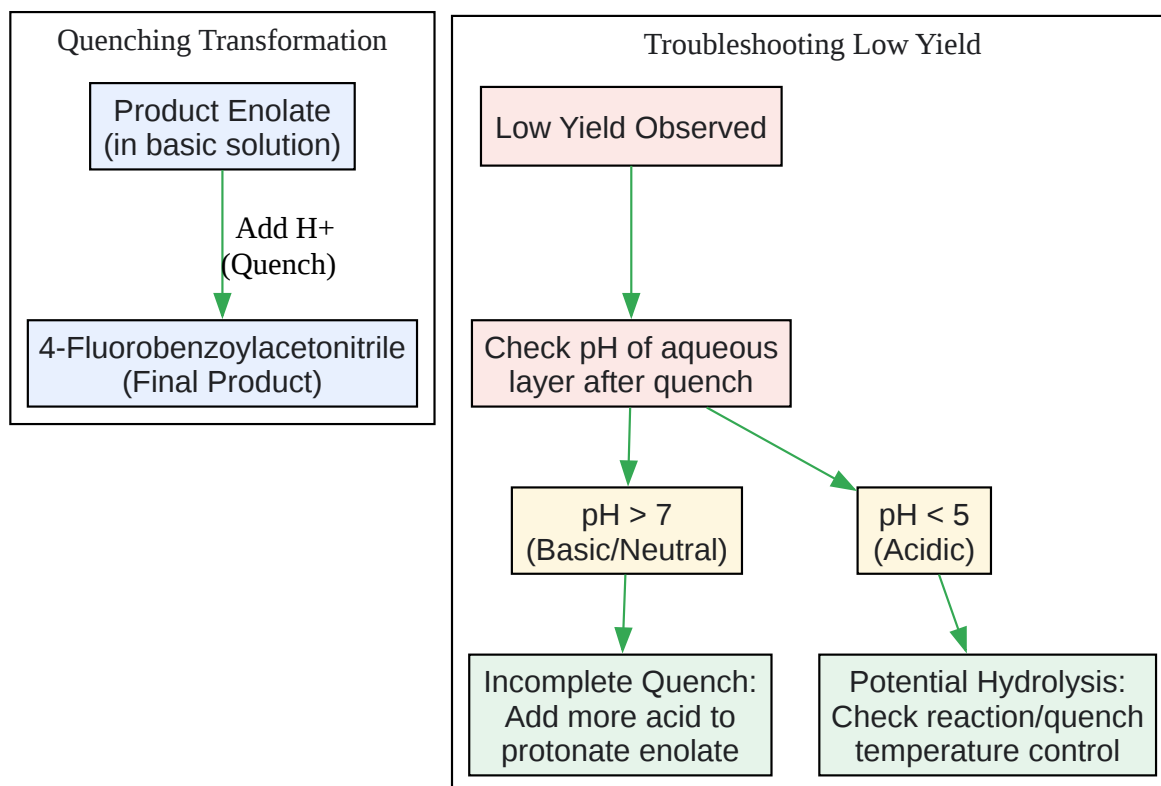 Quenching Transformation
Product Enolate
(in basic solution)
Add H+
(Quench)
4-Fluorobenzoylacetonitrile
(Final Product)
Troubleshooting Low Yield
Low Yield Observed
Check pH of aqueous
layer after quench
pH > 7
(Basic/Neutral)
pH < 5
(Acidic)
Incomplete Quench:
Add more acid to
protonate enolate
Potential Hydrolysis:
Check reaction/quench
temperature control